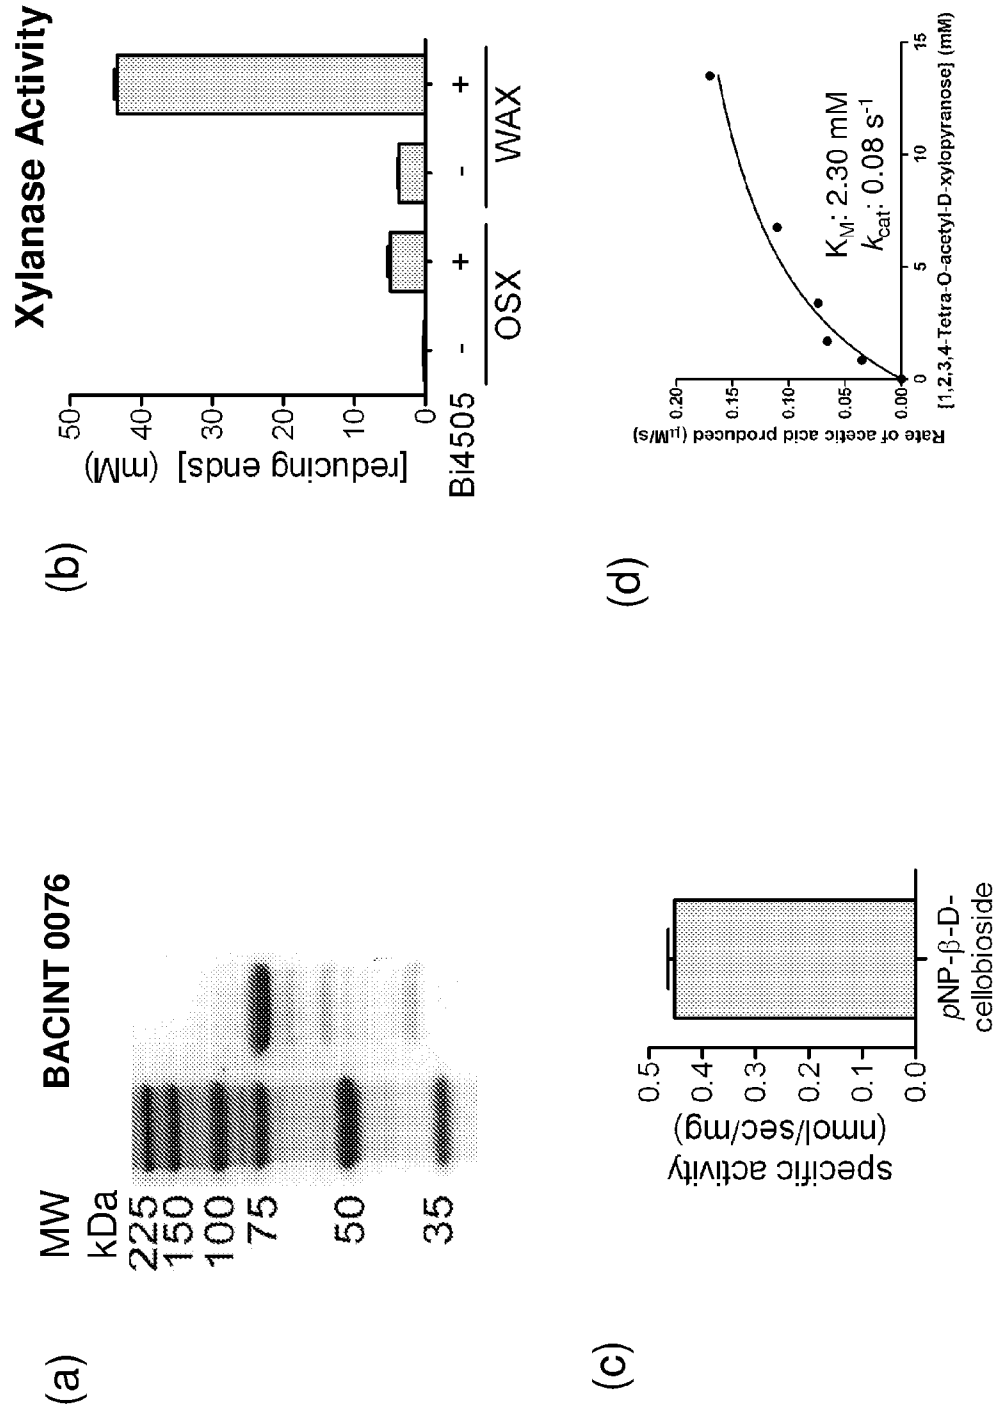 (a)
MW
kDa
BACINT 0076
225
150
100
75
50
35
(b)
Xylanase Activity
[reducing ends] (mM)
50
40
30
20
10
0
Bi4505
- + - +
OSX WAX
(c)
specific activity
(nmol/sec/mg)
0.5
0.4
0.3
0.2
0.1
0.0
pNP-β-D-
cellobioside
(d)
Rate of acetic acid produced (μM/s)
0.20
0.15
0.10
0.05
0.00
K_M: 2.30 mM
k_cat: 0.08 s⁻¹
0 5 10 15
[1,2,3,4-Tetra-O-acetyl-D-xylopyranose] (mM)